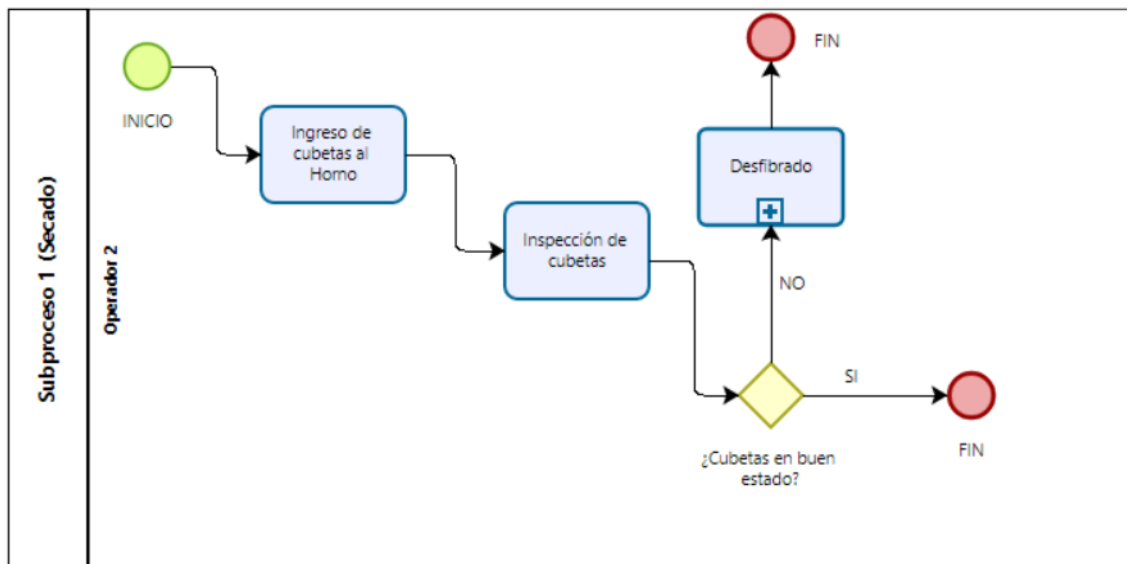 Subproceso 1 (Secado)
Operador 2
INICIO
Ingreso de
cubetas al
Horno
Inspección de
cubetas
¿Cubetas en buen
estado?
NO
Desfibrado
FIN
SI
FIN